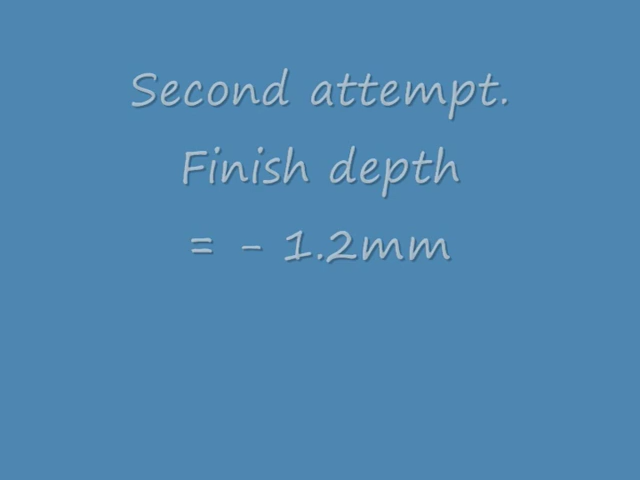 Second attempt.
Finish depth
= - 1.2mm